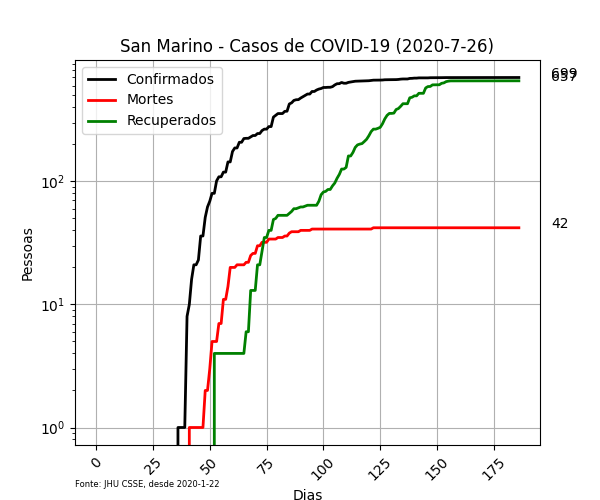 San Marino - Casos de COVID-19 (2020-7-26)
Confirmados
Mortes
Recuperados
699
657
42
10²
10¹
10⁰
Pessoas
0
25
50
75
100
125
150
175
Fonte: JHU CSSE, desde 2020-1-22
Dias